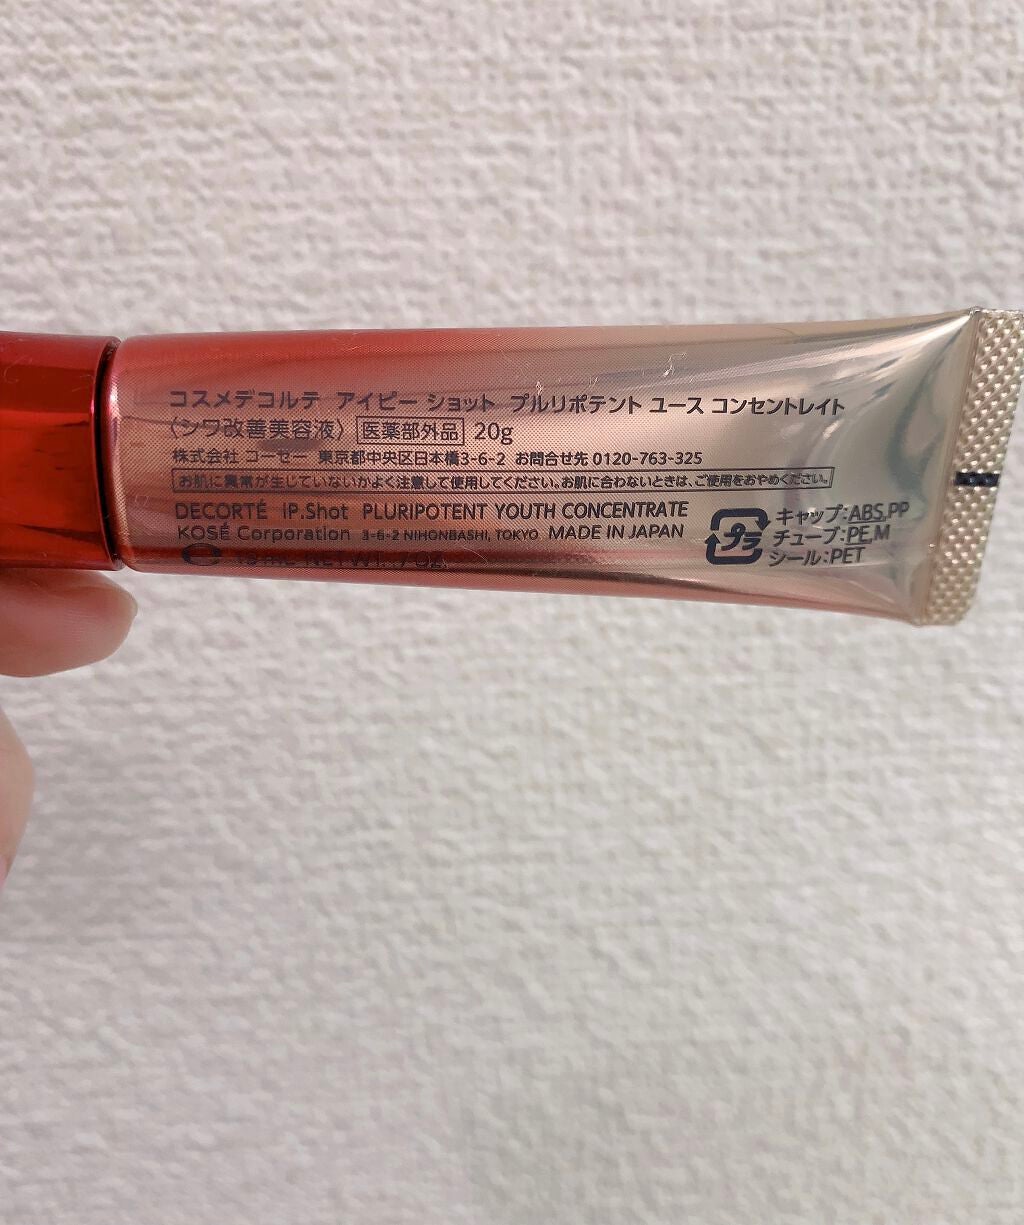 コスメデコルテ アイピー ショット プルリポテント ユース コンセントレイト
〈シワ改善美容液〉 医薬部外品 20g
株式会社 コーセー 東京都中央区日本橋3-6-2 お問合せ先 0120-763-325
お肌に異常が生じていないかよく注意して使用してください。お肌に合わないときは、ご使用をおやめください。
DECORTÉ iP.Shot PLURIPOTENT YOUTH CONCENTRATE
KOSÉ Corporation 3-6-2 NIHONBASHI, TOKYO MADE IN JAPAN
NET WT.
プラ
キャップ:ABS,PP
チューブ:PE,M
シール:PET